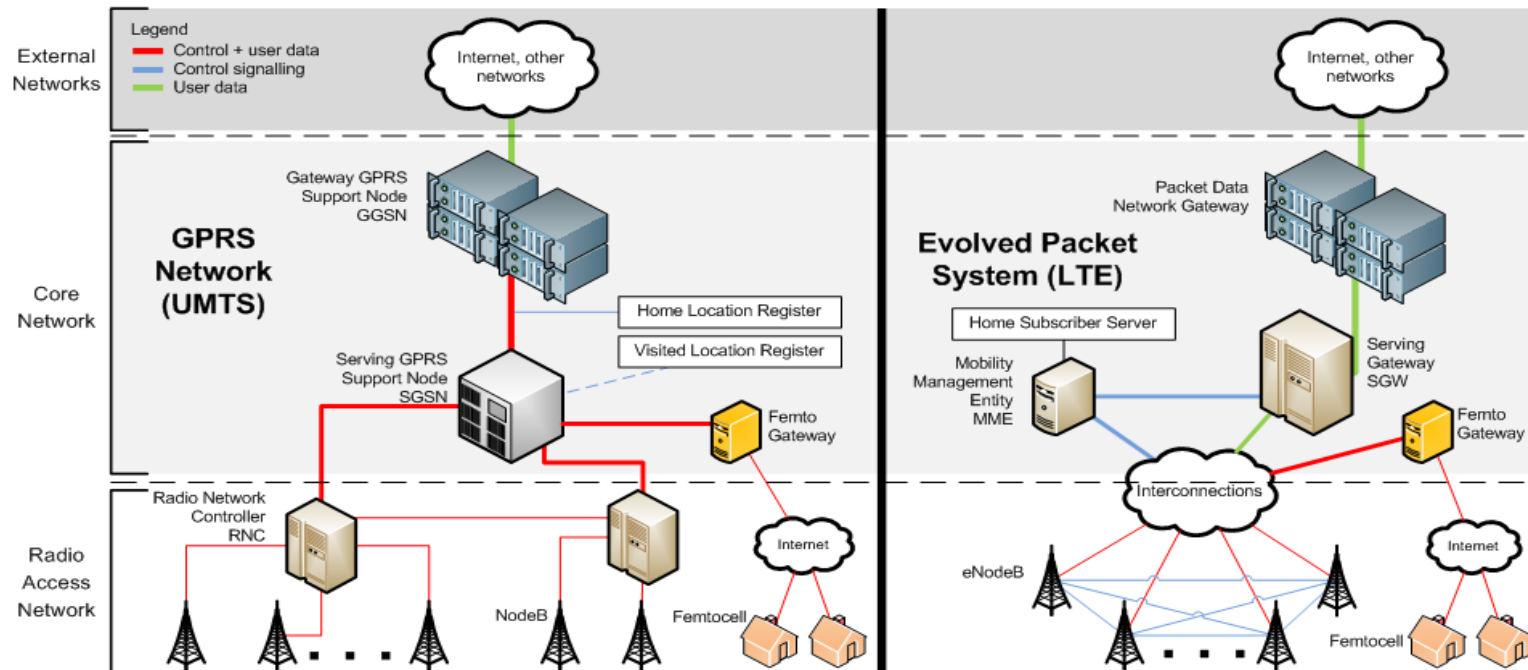 External
Networks
Legend
Control + user data
Control signalling
User data
Internet, other
networks
Internet, other
networks
Core
Network
Gateway GPRS
Support Node
GGSN
GPRS
Network
(UMTS)
Home Location Register
Visited Location Register
Serving GPRS
Support Node
SGSN
Femto
Gateway
Packet Data
Network Gateway
Evolved Packet
System (LTE)
Home Subscriber Server
Mobility
Management
Entity
MME
Serving
Gateway
SGW
Femto
Gateway
Interconnections
Radio
Access
Network
Radio Network
Controller
RNC
NodeB
Internet
Femtocell
eNodeB
Internet
Femtocell